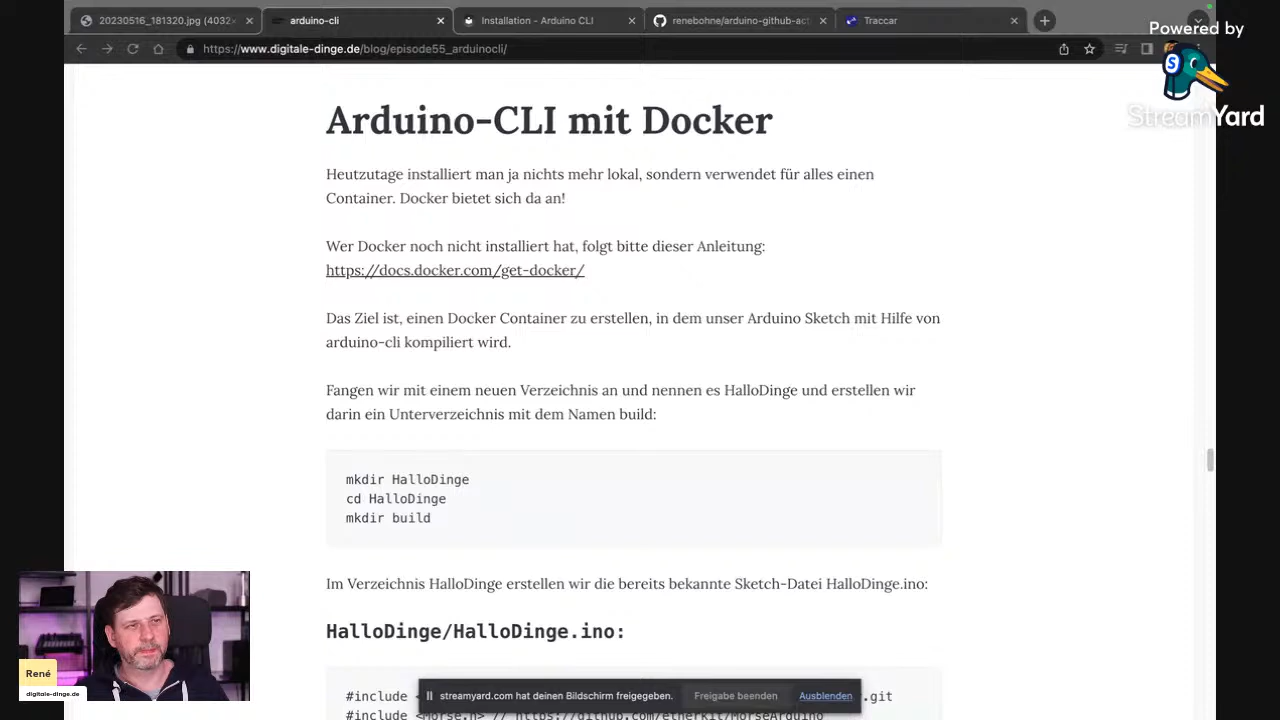 20230516_181320.jpg (4032×
arduino-cli
Installation - Arduino CLI
renebohne/arduino-github-act
Traccar
https://www.digitale-dinge.de/blog/episode55_arduinocli/
Powered by
StreamYard
Arduino-CLI mit Docker
Heutzutage installiert man ja nichts mehr lokal, sondern verwendet für alles einen
Container. Docker bietet sich da an!
Wer Docker noch nicht installiert hat, folgt bitte dieser Anleitung:
https://docs.docker.com/get-docker/
Das Ziel ist, einen Docker Container zu erstellen, in dem unser Arduino Sketch mit Hilfe von
arduino-cli kompiliert wird.
Fangen wir mit einem neuen Verzeichnis an und nennen es HalloDinge und erstellen wir
darin ein Unterverzeichnis mit dem Namen build:
mkdir HalloDinge
cd HalloDinge
mkdir build
Im Verzeichnis HalloDinge erstellen wir die bereits bekannte Sketch-Datei HalloDinge.ino:
HalloDinge/HalloDinge.ino:
#include < .git
#include <Morse.h> // https://github.com/etherkit/MorseArduino
streamyard.com hat deinen Bildschirm freigegeben.
Freigabe beenden
Ausblenden
René
digitale-dinge.de